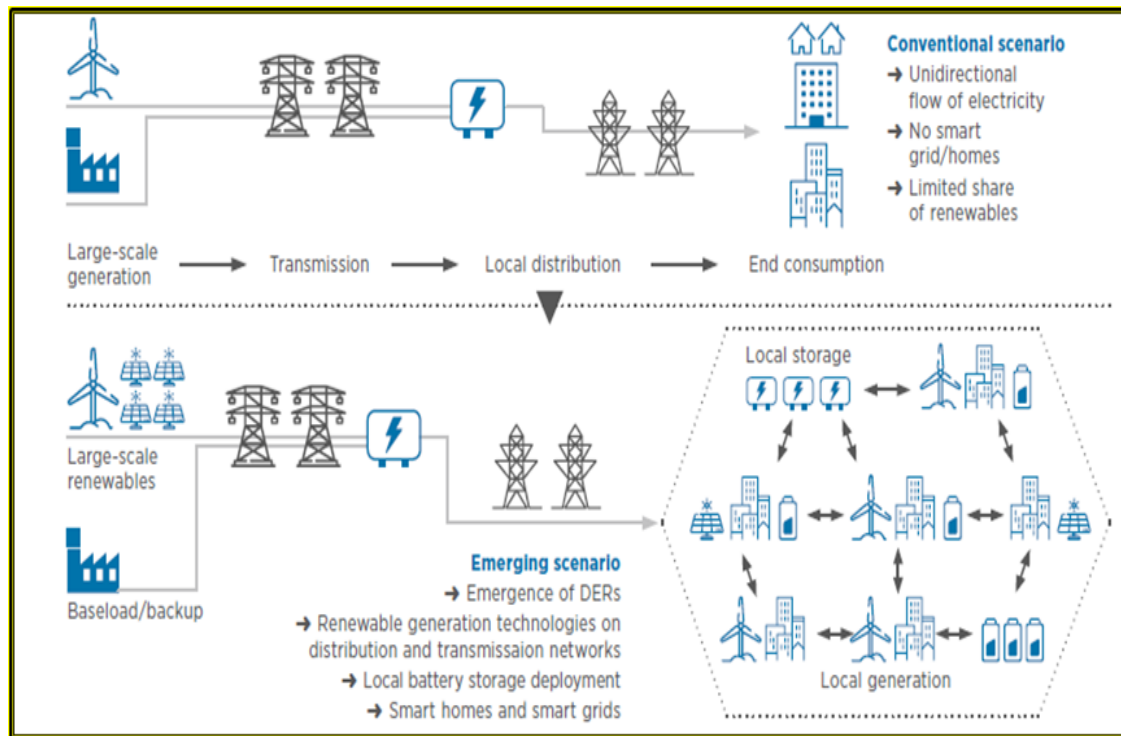 Conventional scenario
➔ Unidirectional
flow of electricity
➔ No smart
grid/homes
➔ Limited share
of renewables
Large-scale
generation
Transmission
Local distribution
End consumption
Large-scale
renewables
Baseload/backup
Emerging scenario
➔ Emergence of DERs
➔ Renewable generation technologies on
distribution and transmissaion networks
➔ Local battery storage deployment
➔ Smart homes and smart grids
Local storage
Local generation